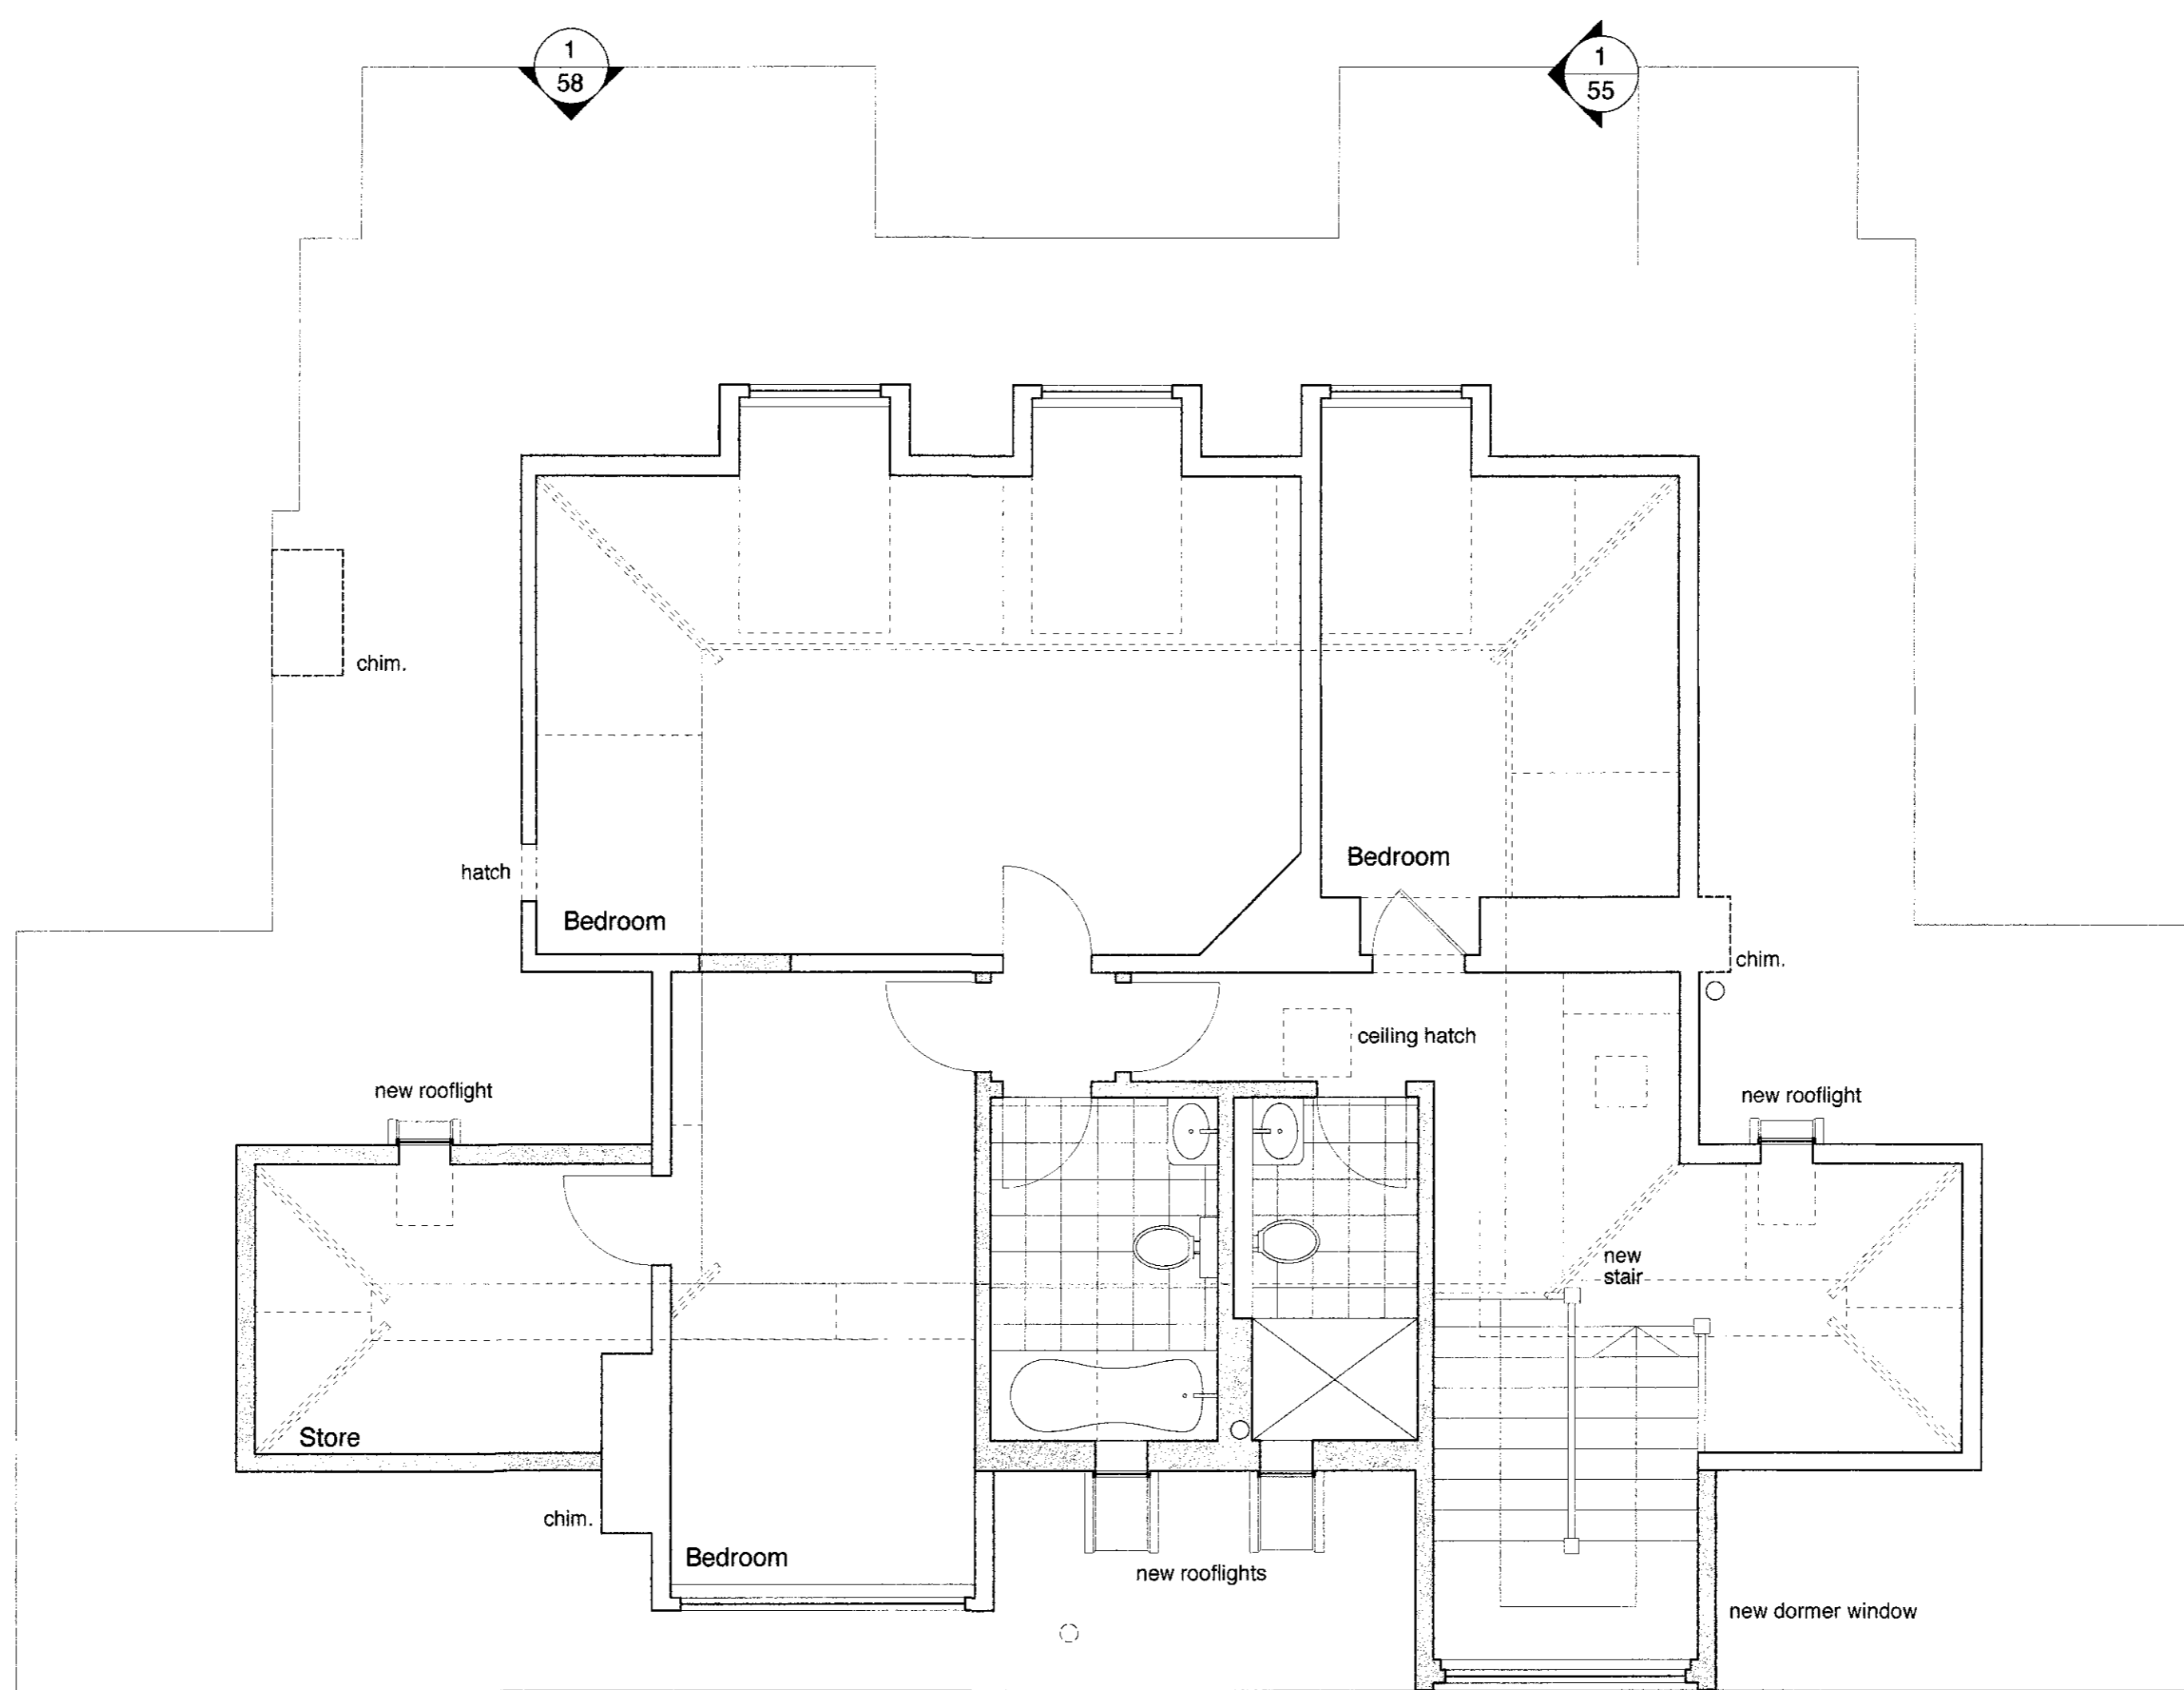 1
58
1
55
chim.
Bedroom
hatch
Bedroom
chim.
ceiling hatch
new rooflight
new rooflight
new
stair
Store
chim.
Bedroom
new rooflights
new dormer window